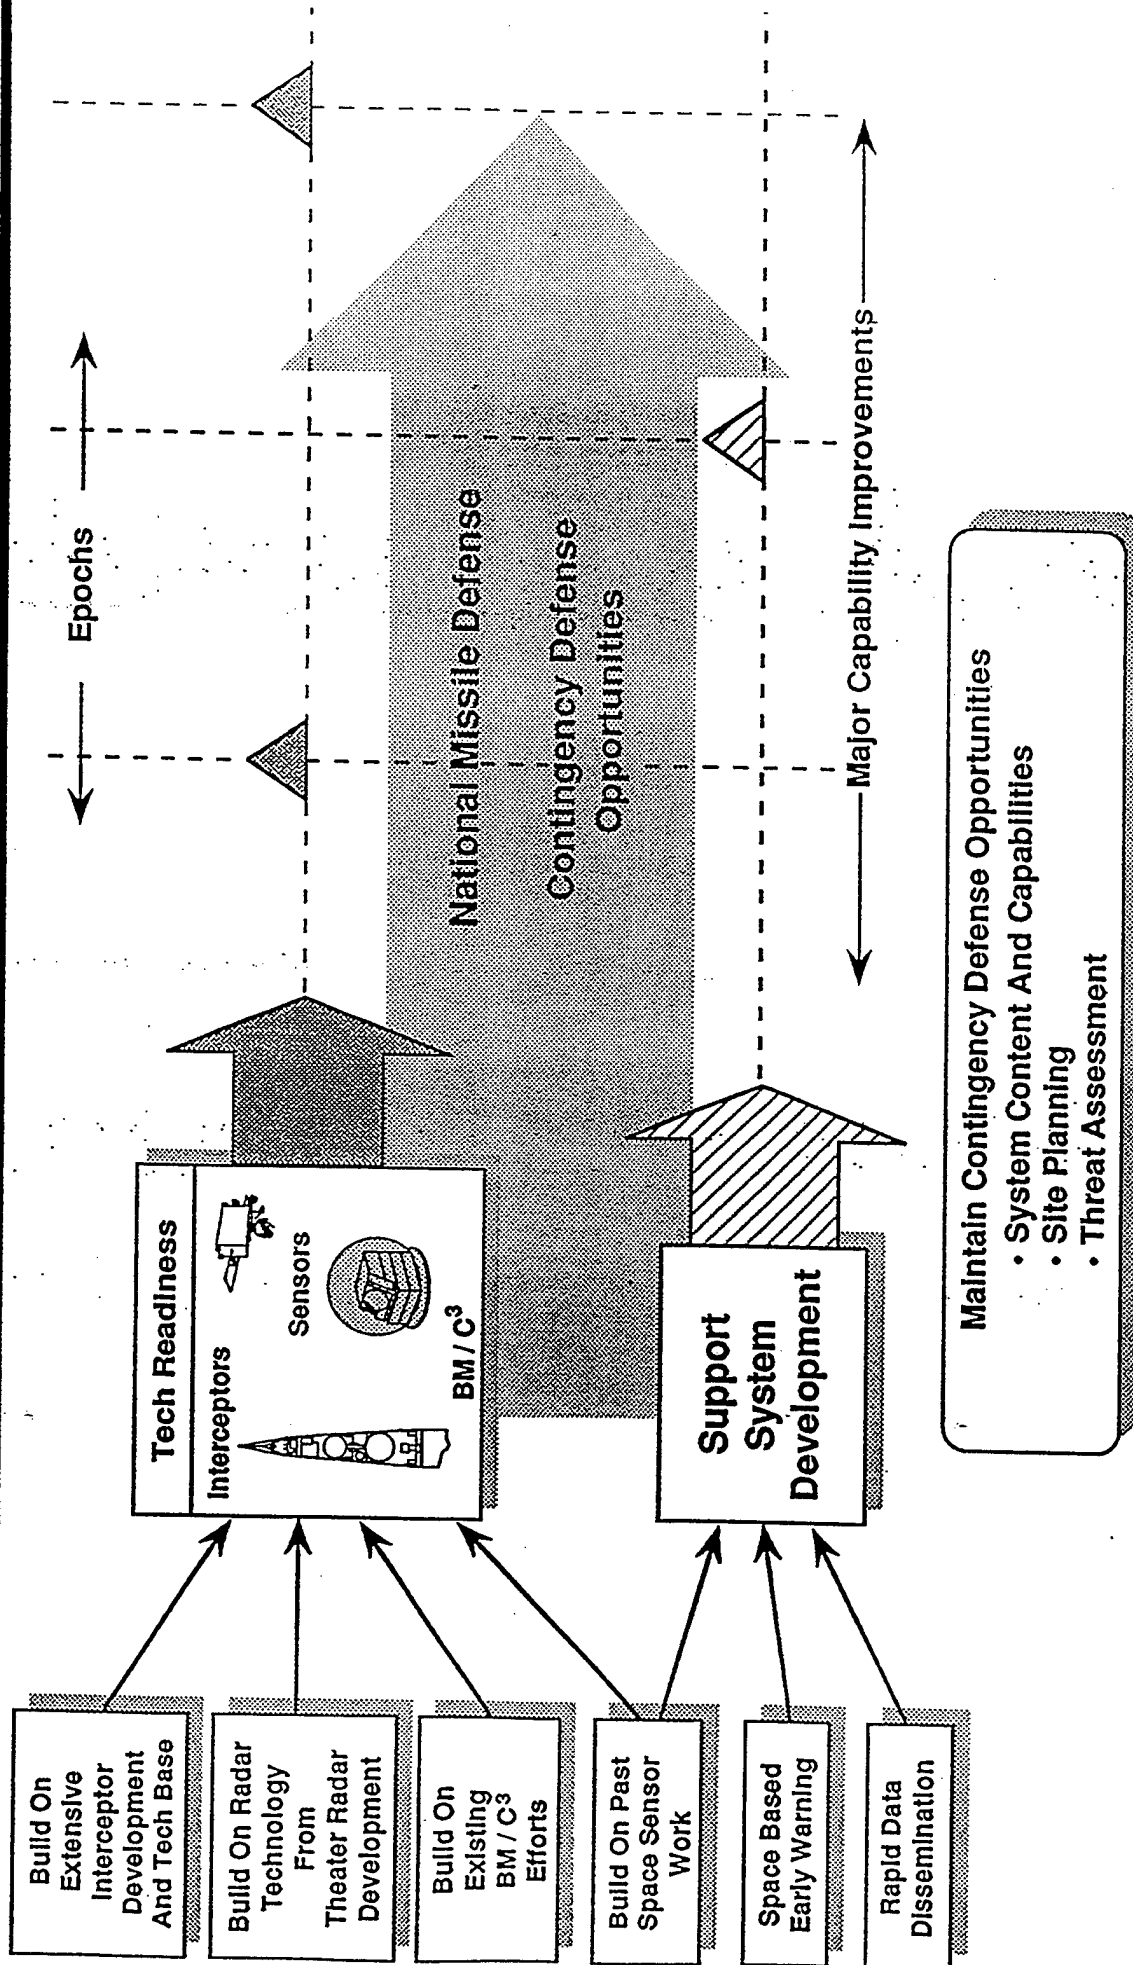 Build On
Extensive
Interceptor
Development
And Tech Base
Build On Radar
Technology
From
Theater Radar
Development
Build On
Existing
BM / C³
Efforts
Build On Past
Space Sensor
Work
Space Based
Early Warning
Rapid Data
Dissemination
Tech Readiness
Interceptors
Sensors
BM / C³
Support
System
Development
Epochs
National Missile Defense
Contingency Defense
Opportunities
Major Capability Improvements
Maintain Contingency Defense Opportunities
• System Content And Capabilities
• Site Planning
• Threat Assessment